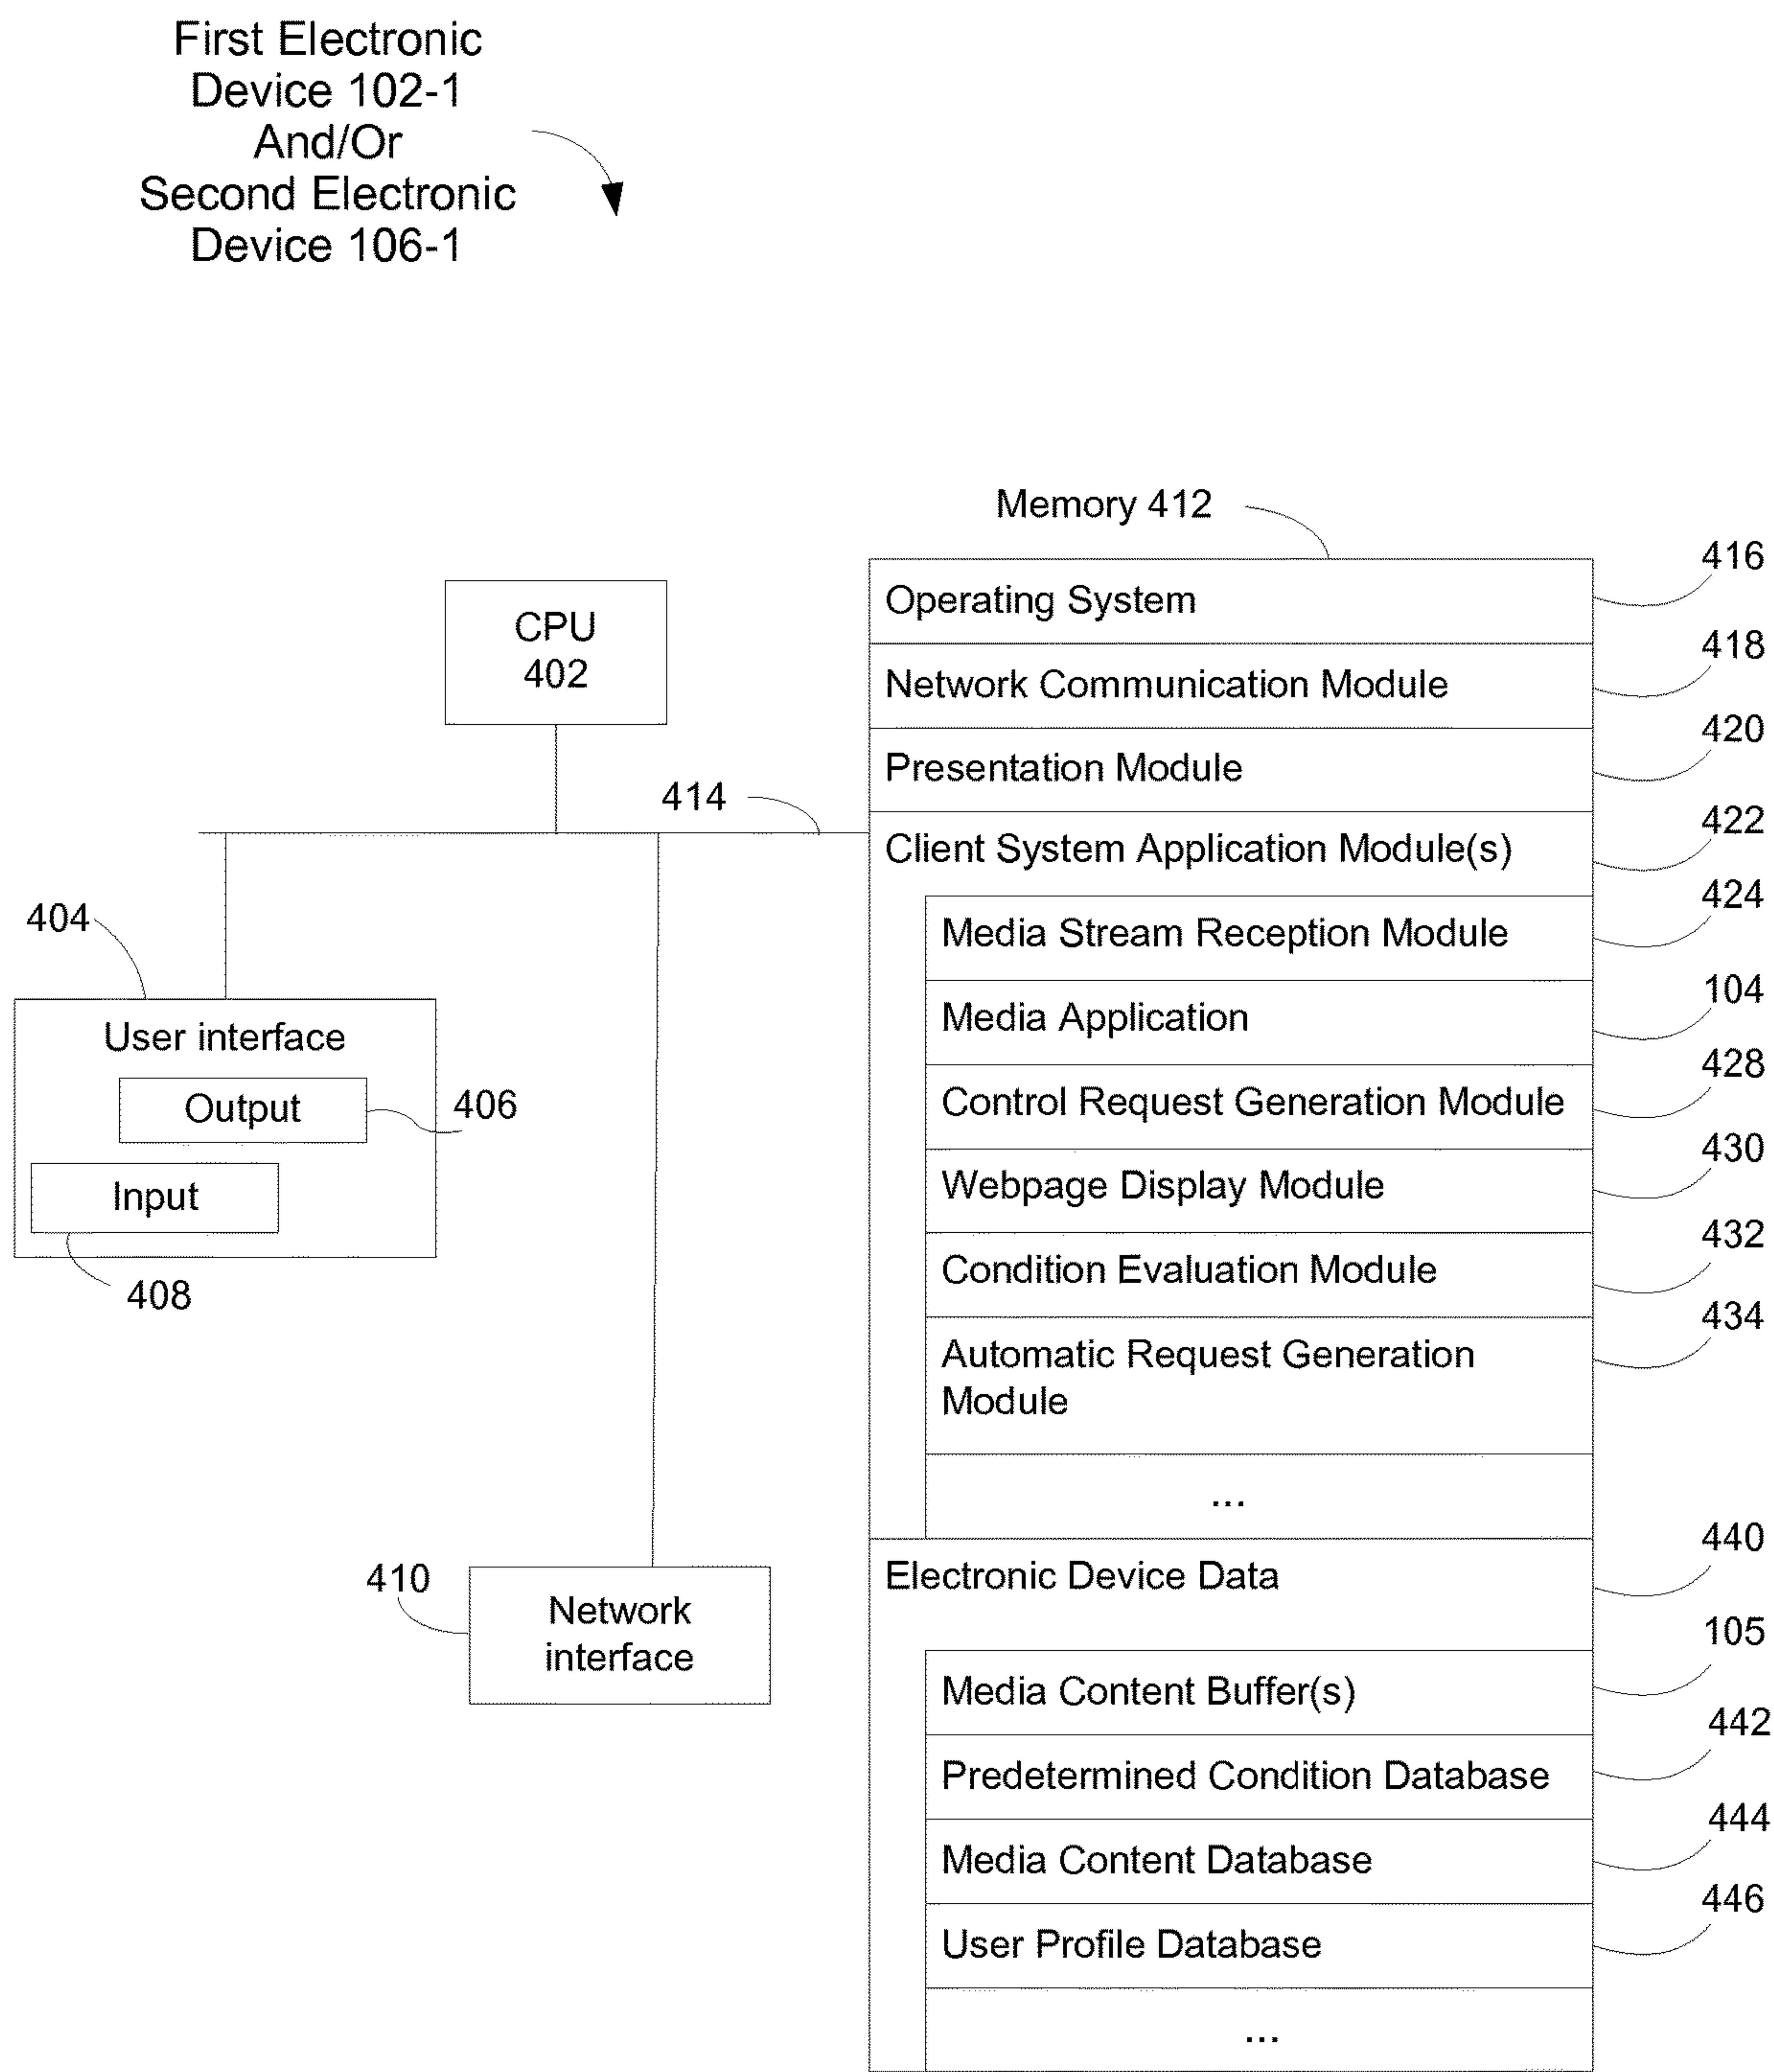 First Electronic
Device 102-1
And/Or
Second Electronic
Device 106-1
Memory 412
CPU
402
414
404
User interface
Output
406
Input
408
410
Network
interface
Operating System
416
Network Communication Module
418
Presentation Module
420
Client System Application Module(s)
422
Media Stream Reception Module
424
Media Application
104
Control Request Generation Module
428
Webpage Display Module
430
Condition Evaluation Module
432
Automatic Request Generation
Module
434
...
Electronic Device Data
440
Media Content Buffer(s)
105
Predetermined Condition Database
442
Media Content Database
444
User Profile Database
446
...